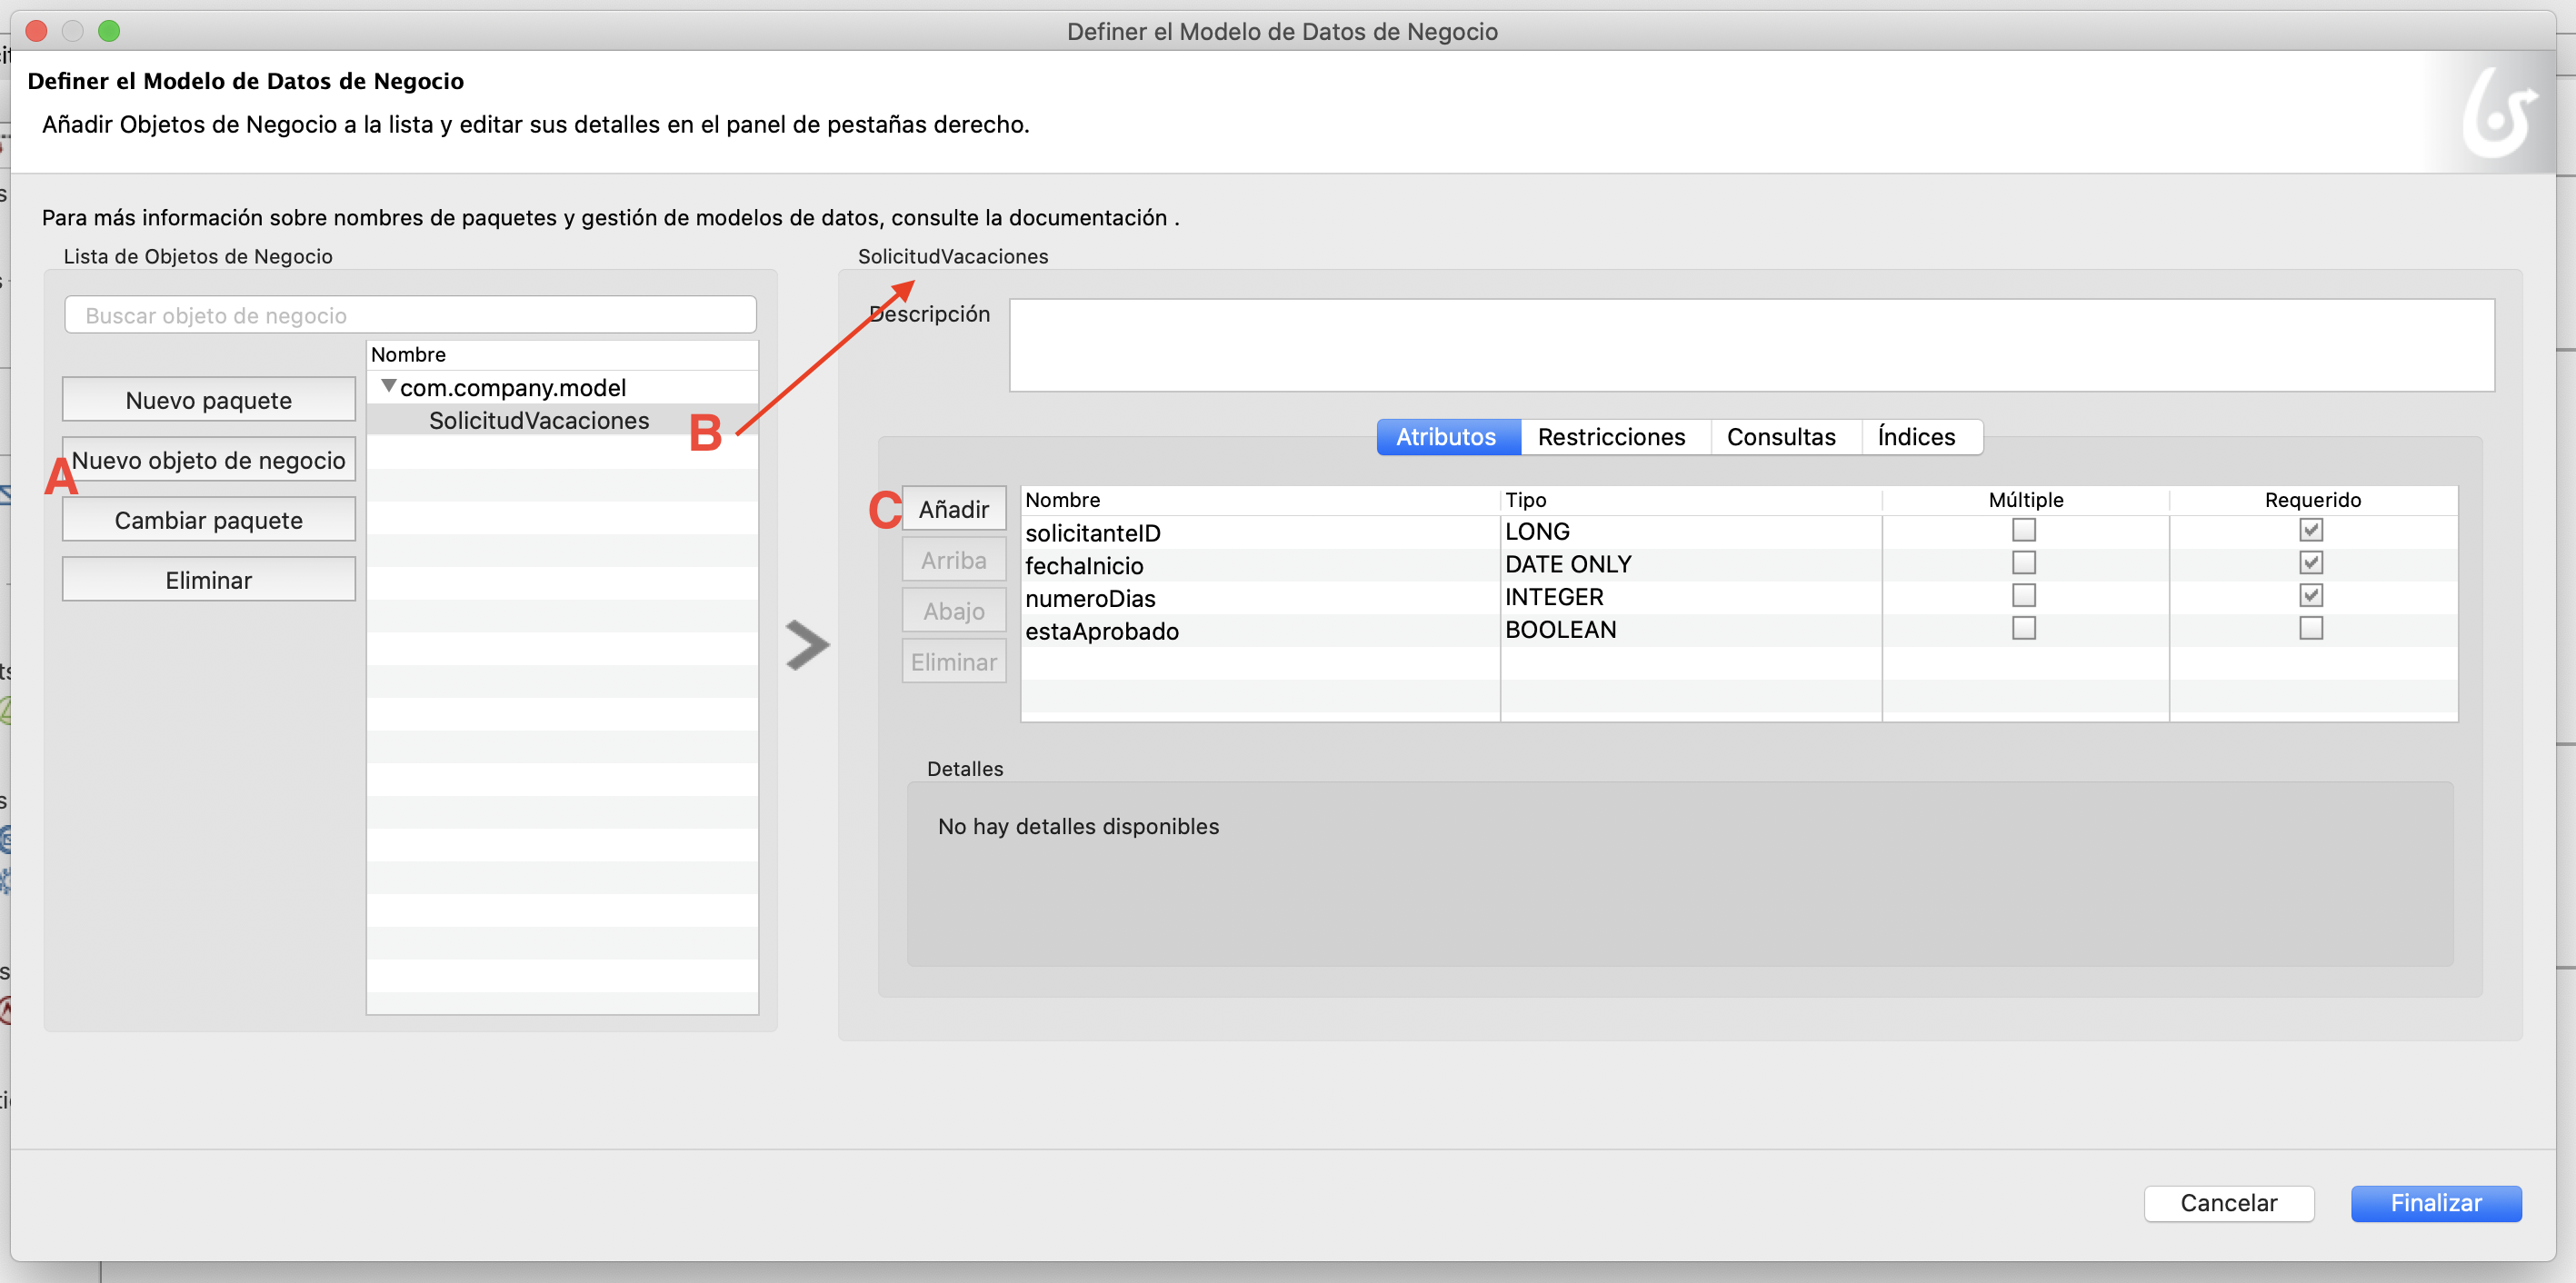 Definer el Modelo de Datos de Negocio
Definer el Modelo de Datos de Negocio
Añadir Objetos de Negocio a la lista y editar sus detalles en el panel de pestañas derecho.
Para más información sobre nombres de paquetes y gestión de modelos de datos, consulte la documentación .
Lista de Objetos de Negocio
Buscar objeto de negocio
Nombre
com.company.model
SolicitudVacaciones
Nuevo paquete
Nuevo objeto de negocio
Cambiar paquete
Eliminar
A
B
SolicitudVacaciones
Descripción
Atributos Restricciones Consultas Índices
C
Añadir
Arriba
Abajo
Eliminar
Nombre Tipo Múltiple Requerido
solicitanteID LONG
fechaInicio DATE ONLY
numeroDias INTEGER
estaAprobado BOOLEAN
Detalles
No hay detalles disponibles
Cancelar Finalizar